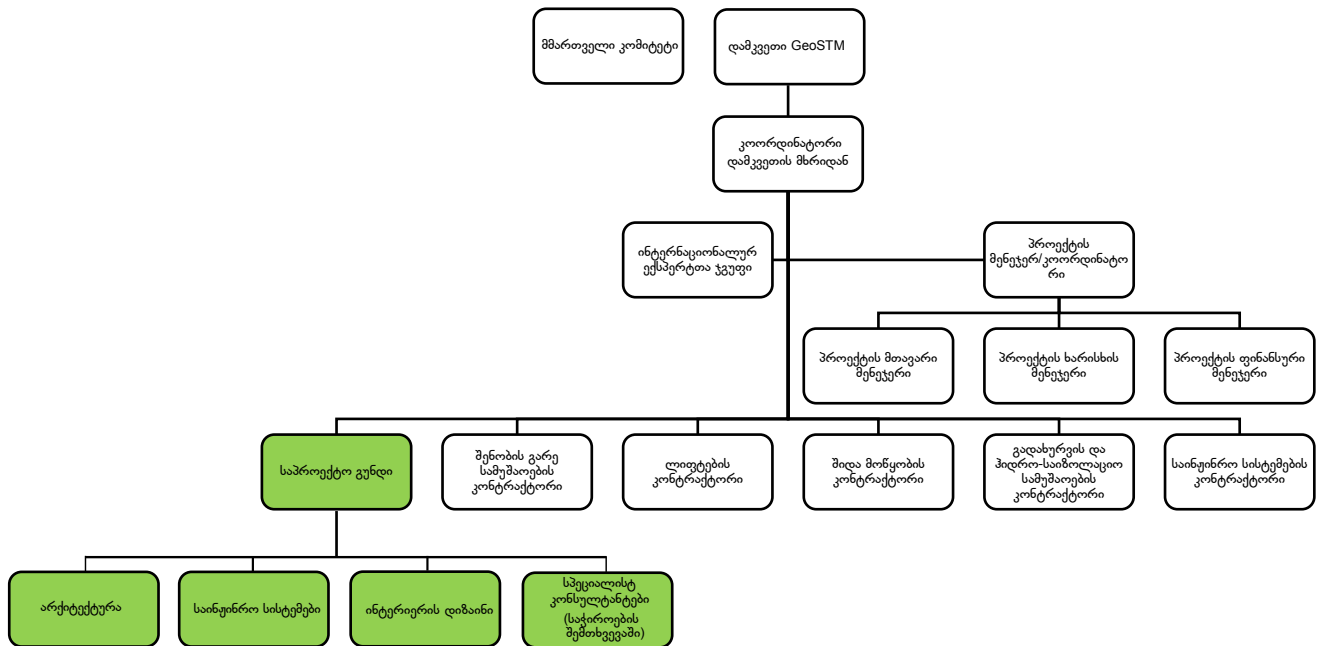 მმართველი კომიტეტი
დამკვეთი GeoSTM
კოორდინატორი
დამკვეთის მხრიდან
ინტერნაციონალურ
ექსპერტთა ჯგუფი
პროექტის
მენეჯერ/კოორდინატო
რი
პროექტის მთავარი
მენეჯერი
პროექტის ხარისხის
მენეჯერი
პროექტის ფინანსური
მენეჯერი
საპროექტო გუნდი
შენობის გარე
სამუშაოების
კონტრაქტორი
ლიფტების
კონტრაქტორი
შიდა მოწყობის
კონტრაქტორი
გადახურვის და
ჰიდრო-საიზოლაციო
სამუშაოების
კონტრაქტორი
საინჟინრო სისტემების
კონტრაქტორი
არქიტექტურა
საინჟინრო სისტემები
ინტერიერის დიზაინი
სპეციალისტ
კონსულტანტები
(საჭიროების
შემთხვევაში)